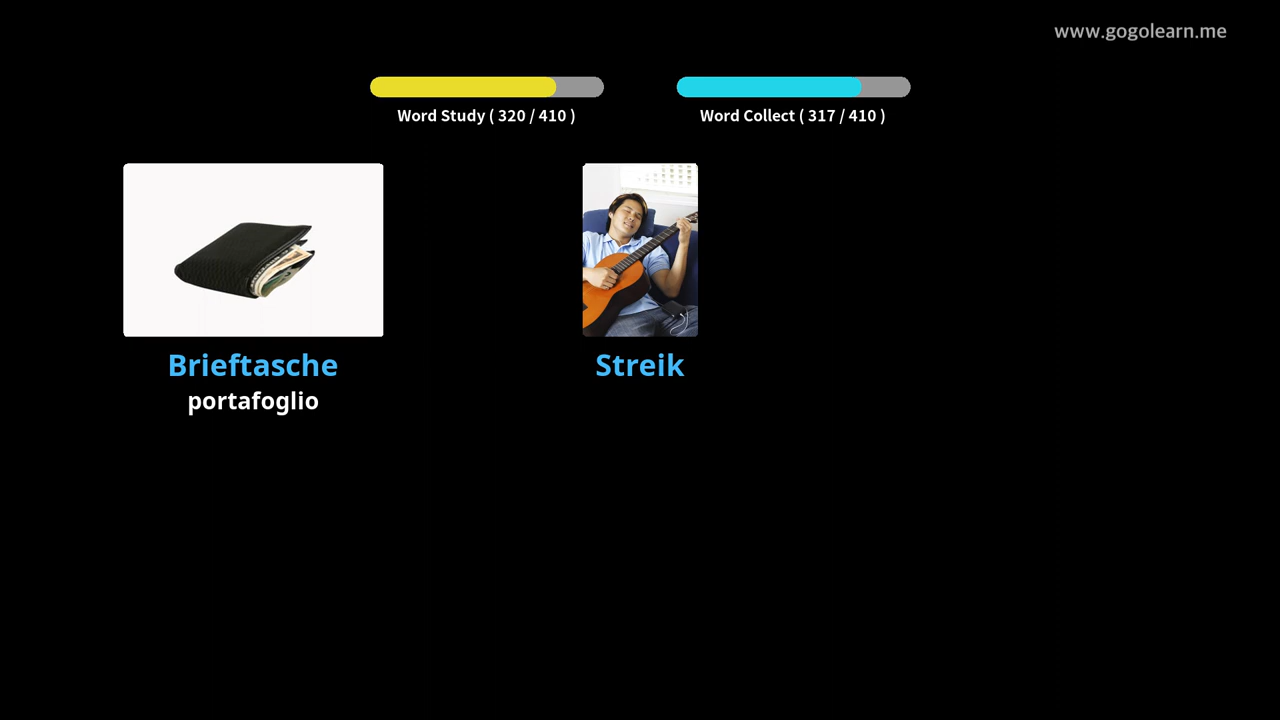 www.gogolearn.me
Word Study ( 320 / 410 )
Word Collect ( 317 / 410 )
Brieftasche
portafoglio
Streik